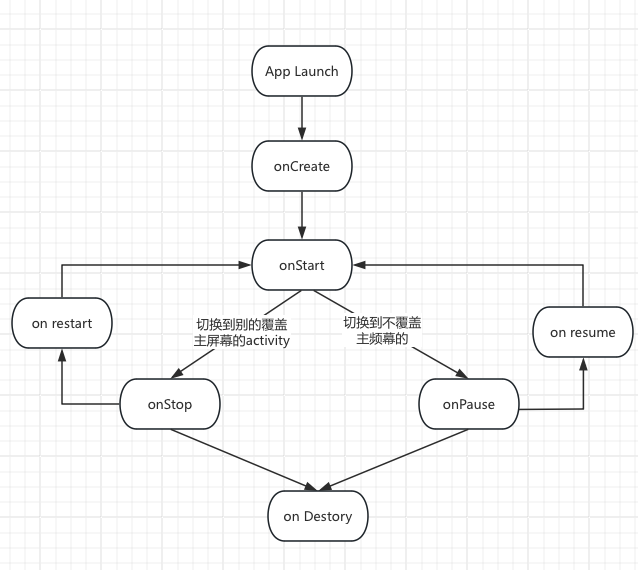 App Launch
onCreate
onStart
切换到别的覆盖
主屏幕的activity
切换到不覆盖
主频幕的
on restart
on resume
onStop
onPause
on Destory